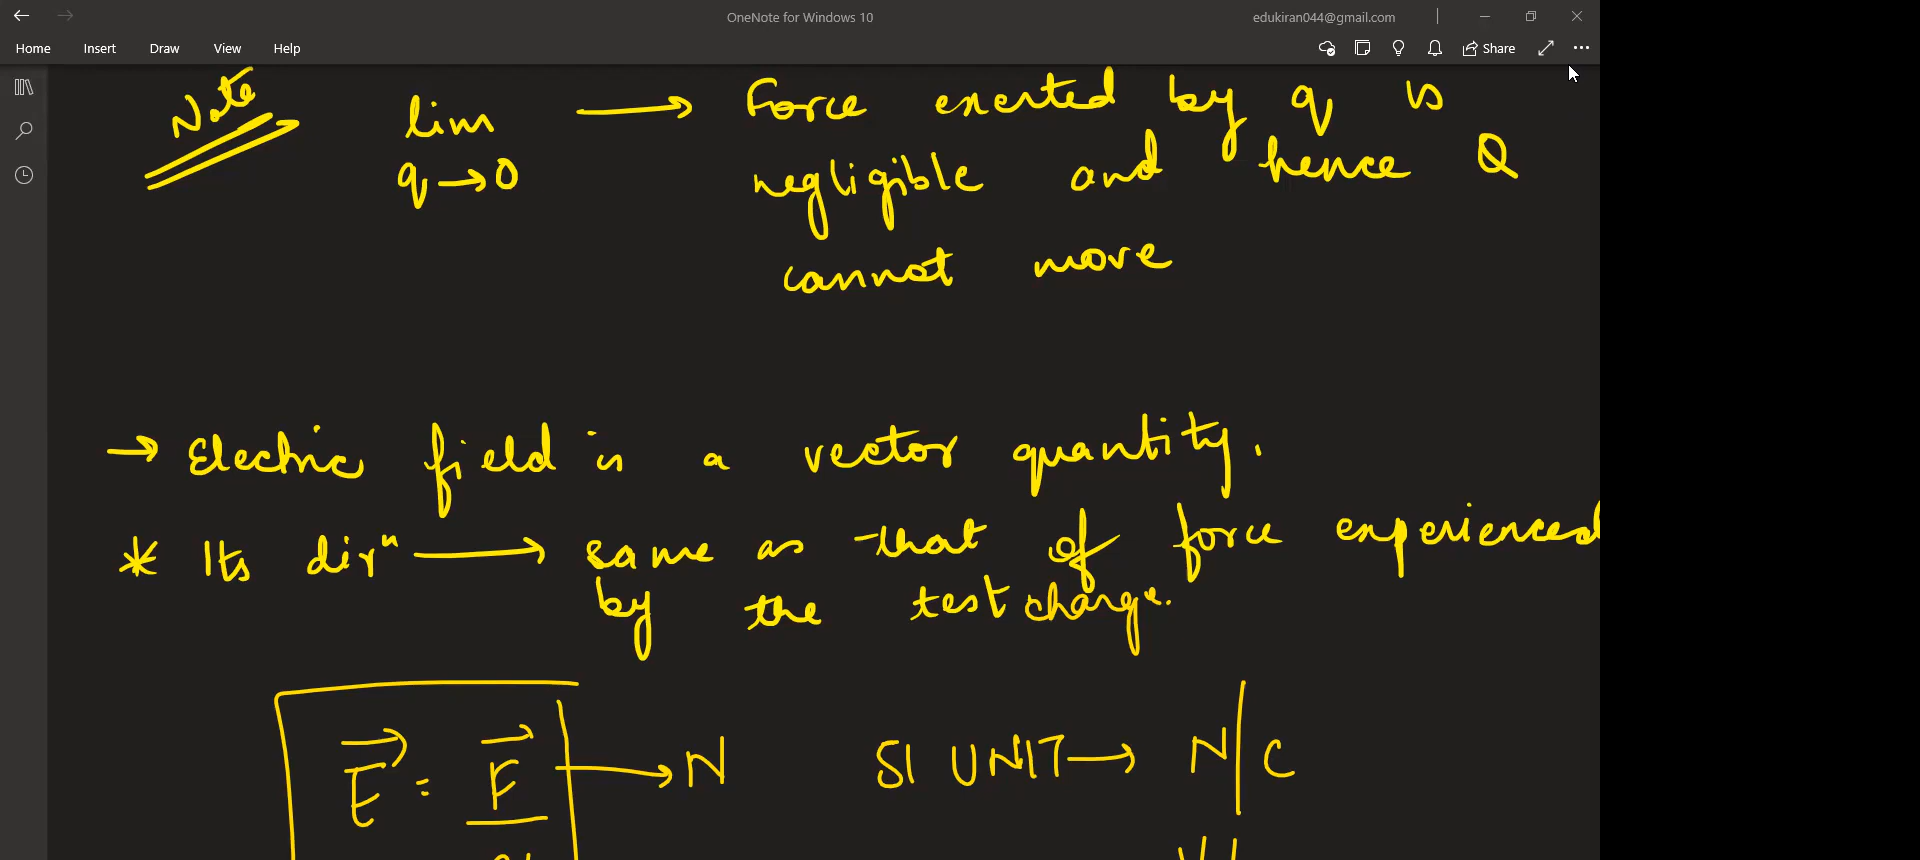 OneNote for Windows 10
edukiran044@gmail.com
Home Insert Draw View Help
Share
Note
lim → Force exerted by q is
q→0 negligible and hence Q
cannot move
→ Electric field is a vector quantity.
* Its dirⁿ → same as that of force experienced
by the test charge.
E = F → N SI UNIT → N/C